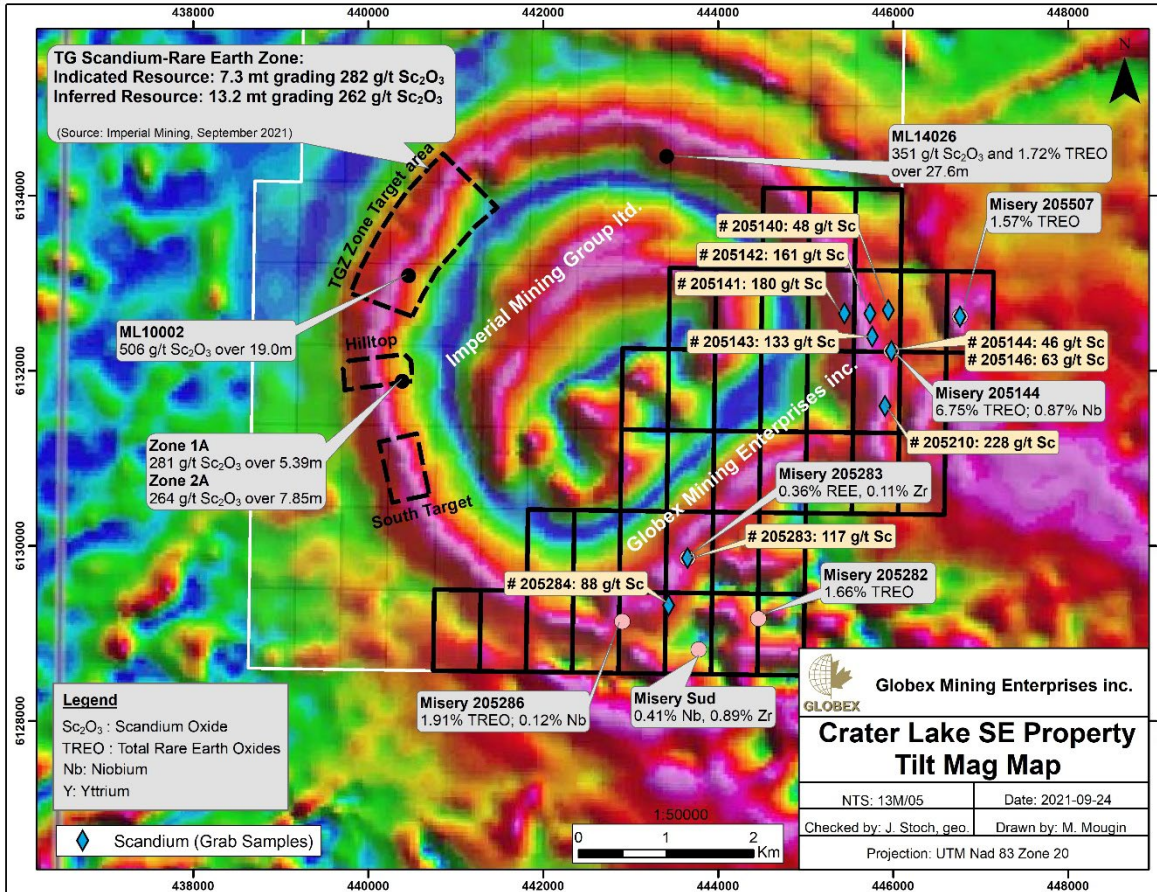 438000 440000 442000 444000 446000 448000
TG Scandium-Rare Earth Zone:
Indicated Resource: 7.3 mt grading 282 g/t Sc₂O₃
Inferred Resource: 13.2 mt grading 262 g/t Sc₂O₃
(Source: Imperial Mining, September 2021)
N
ML14026
351 g/t Sc₂O₃ and 1.72% TREO
over 27.6m
6134000
6134000
TGZ Zone Target area
Imperial Mining Group ltd.
Misery 205507
1.57% TREO
# 205140: 48 g/t Sc
# 205142: 161 g/t Sc
# 205141: 180 g/t Sc
# 205143: 133 g/t Sc
# 205144: 46 g/t Sc
# 205146: 63 g/t Sc
ML10002
506 g/t Sc₂O₃ over 19.0m
Hilltop
6132000
6132000
Misery 205144
6.75% TREO; 0.87% Nb
# 205210: 228 g/t Sc
Zone 1A
281 g/t Sc₂O₃ over 5.39m
Zone 2A
264 g/t Sc₂O₃ over 7.85m
South Target
Globex Mining Enterprises inc.
Misery 205283
0.36% REE, 0.11% Zr
# 205283: 117 g/t Sc
6130000
6130000
# 205284: 88 g/t Sc
Misery 205282
1.66% TREO
Misery 205286
1.91% TREO; 0.12% Nb
Misery Sud
0.41% Nb, 0.89% Zr
6128000
6128000
Legend
Sc₂O₃ : Scandium Oxide
TREO : Total Rare Earth Oxides
Nb: Niobium
Y: Yttrium
Scandium (Grab Samples)
1:50000
0 1 2
Km
GLOBEX
Globex Mining Enterprises inc.
Crater Lake SE Property
Tilt Mag Map
NTS: 13M/05
Date: 2021-09-24
Checked by: J. Stoch, geo.
Drawn by: M. Mougin
Projection: UTM Nad 83 Zone 20
438000 440000 442000 444000 446000 448000